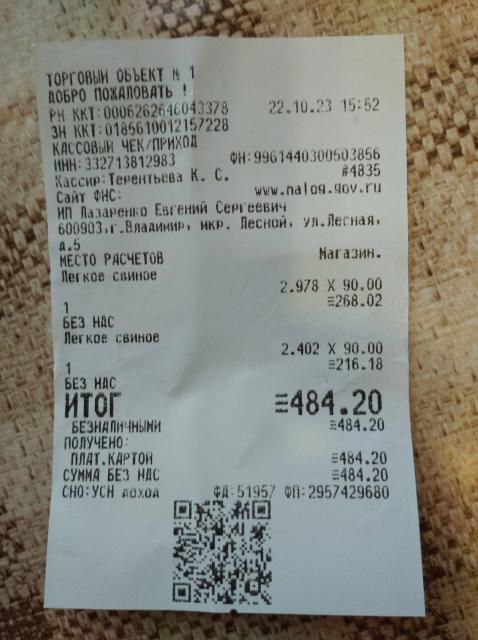 ТОРГОВЫЙ ОБЪЕКТ № 1
ДОБРО ПОЖАЛОВАТЬ !
РН ККТ:0006262646043378 22.10.23 15:52
ЗН ККТ:0185610012157228
КАССОВЫЙ ЧЕК/ПРИХОД
ИНН:332713812983 ФН:9961440300503856
Кассир:Терентьева К. С. #4835
Сайт ФНС: www.nalog.gov.ru
ИП Лазаренко Евгений Сергеевич
600903,г.Владимир, мкр. Лесной, ул.Лесная,
д.5
МЕСТО РАСЧЕТОВ Магазин.
Легкое свиное
2.978 X 90.00
1 ≡268.02
БЕЗ НДС
Легкое свиное
2.402 X 90.00
1 ≡216.18
БЕЗ НДС
ИТОГ ≡484.20
БЕЗНАЛИЧНЫМИ ≡484.20
ПОЛУЧЕНО:
ПЛАТ.КАРТОЙ ≡484.20
СУММА БЕЗ НДС ≡484.20
СНО:УСН доход ФД:51957 ФП:2957429680